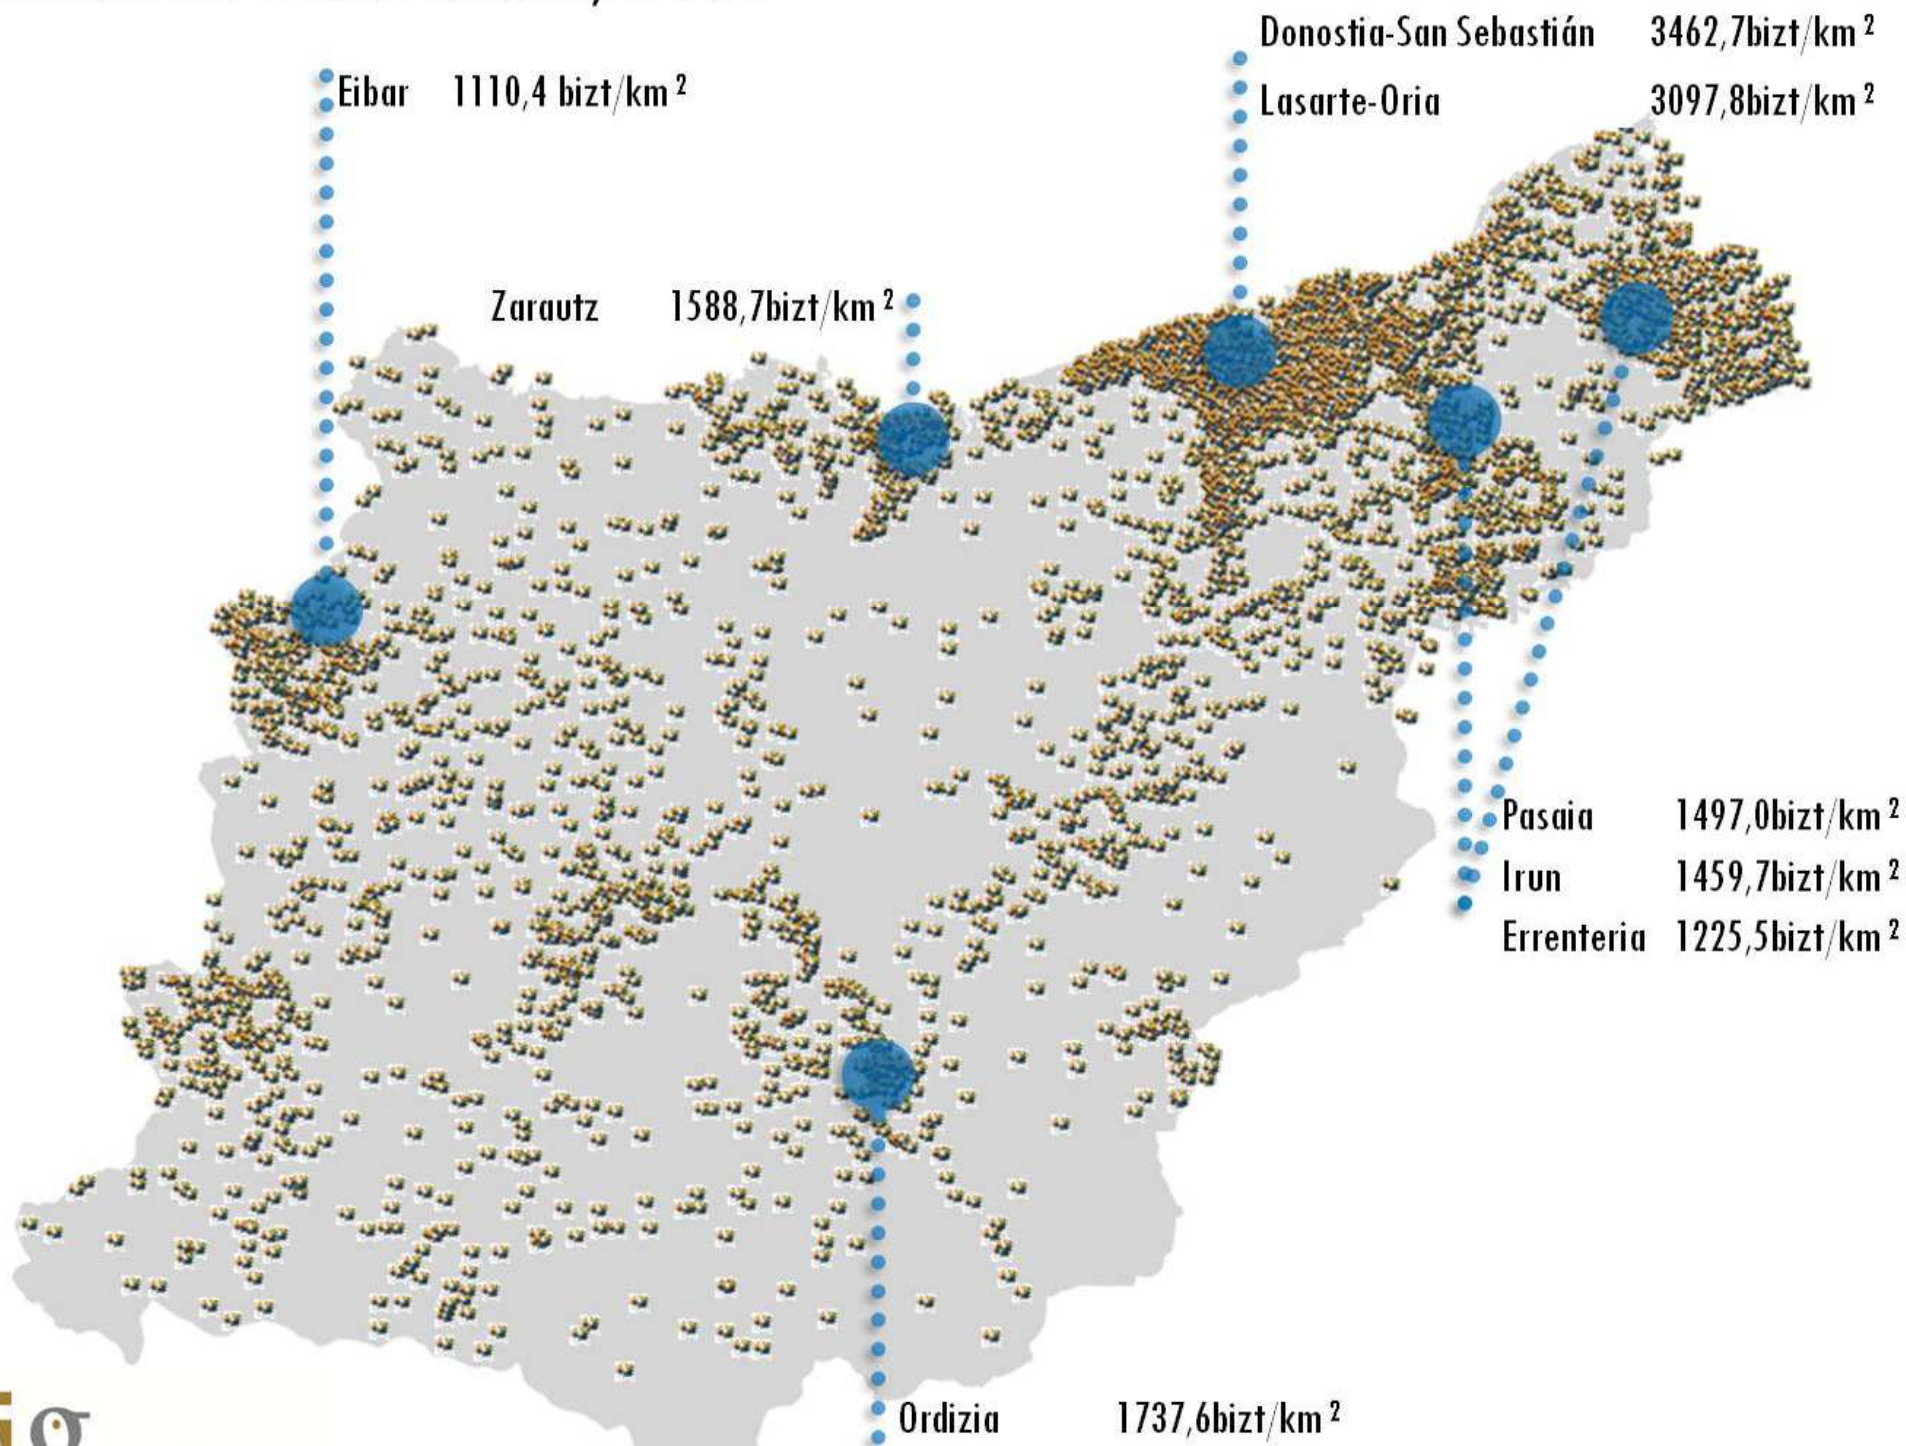 Donostia-San Sebastián 3462,7bizt/km²
Eibar 1110,4 bizt/km²
Lasarte-Oria 3097,8bizt/km²
Zarautz 1588,7bizt/km²
Pasaia 1497,0bizt/km²
Irun 1459,7bizt/km²
Errenteria 1225,5bizt/km²
Ordizia 1737,6bizt/km²